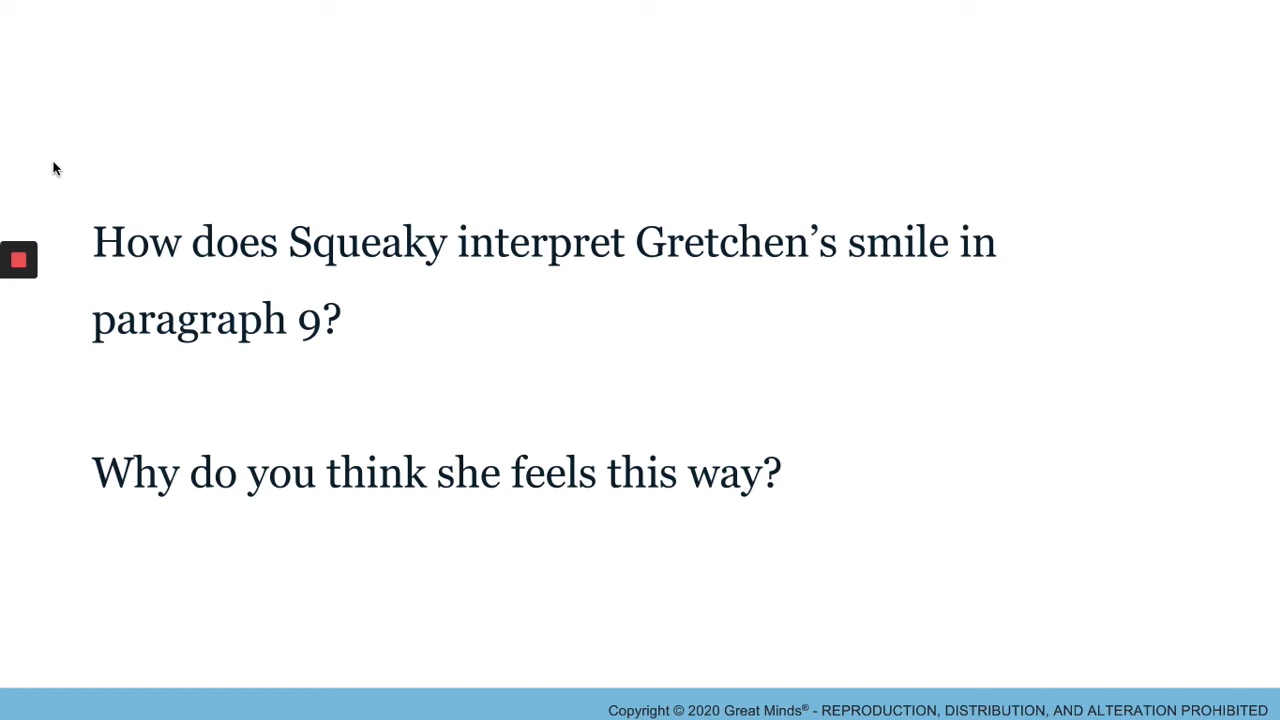 How does Squeaky interpret Gretchen’s smile in
paragraph 9?
Why do you think she feels this way?
Copyright © 2020 Great Minds® - REPRODUCTION, DISTRIBUTION, AND ALTERATION PROHIBITED